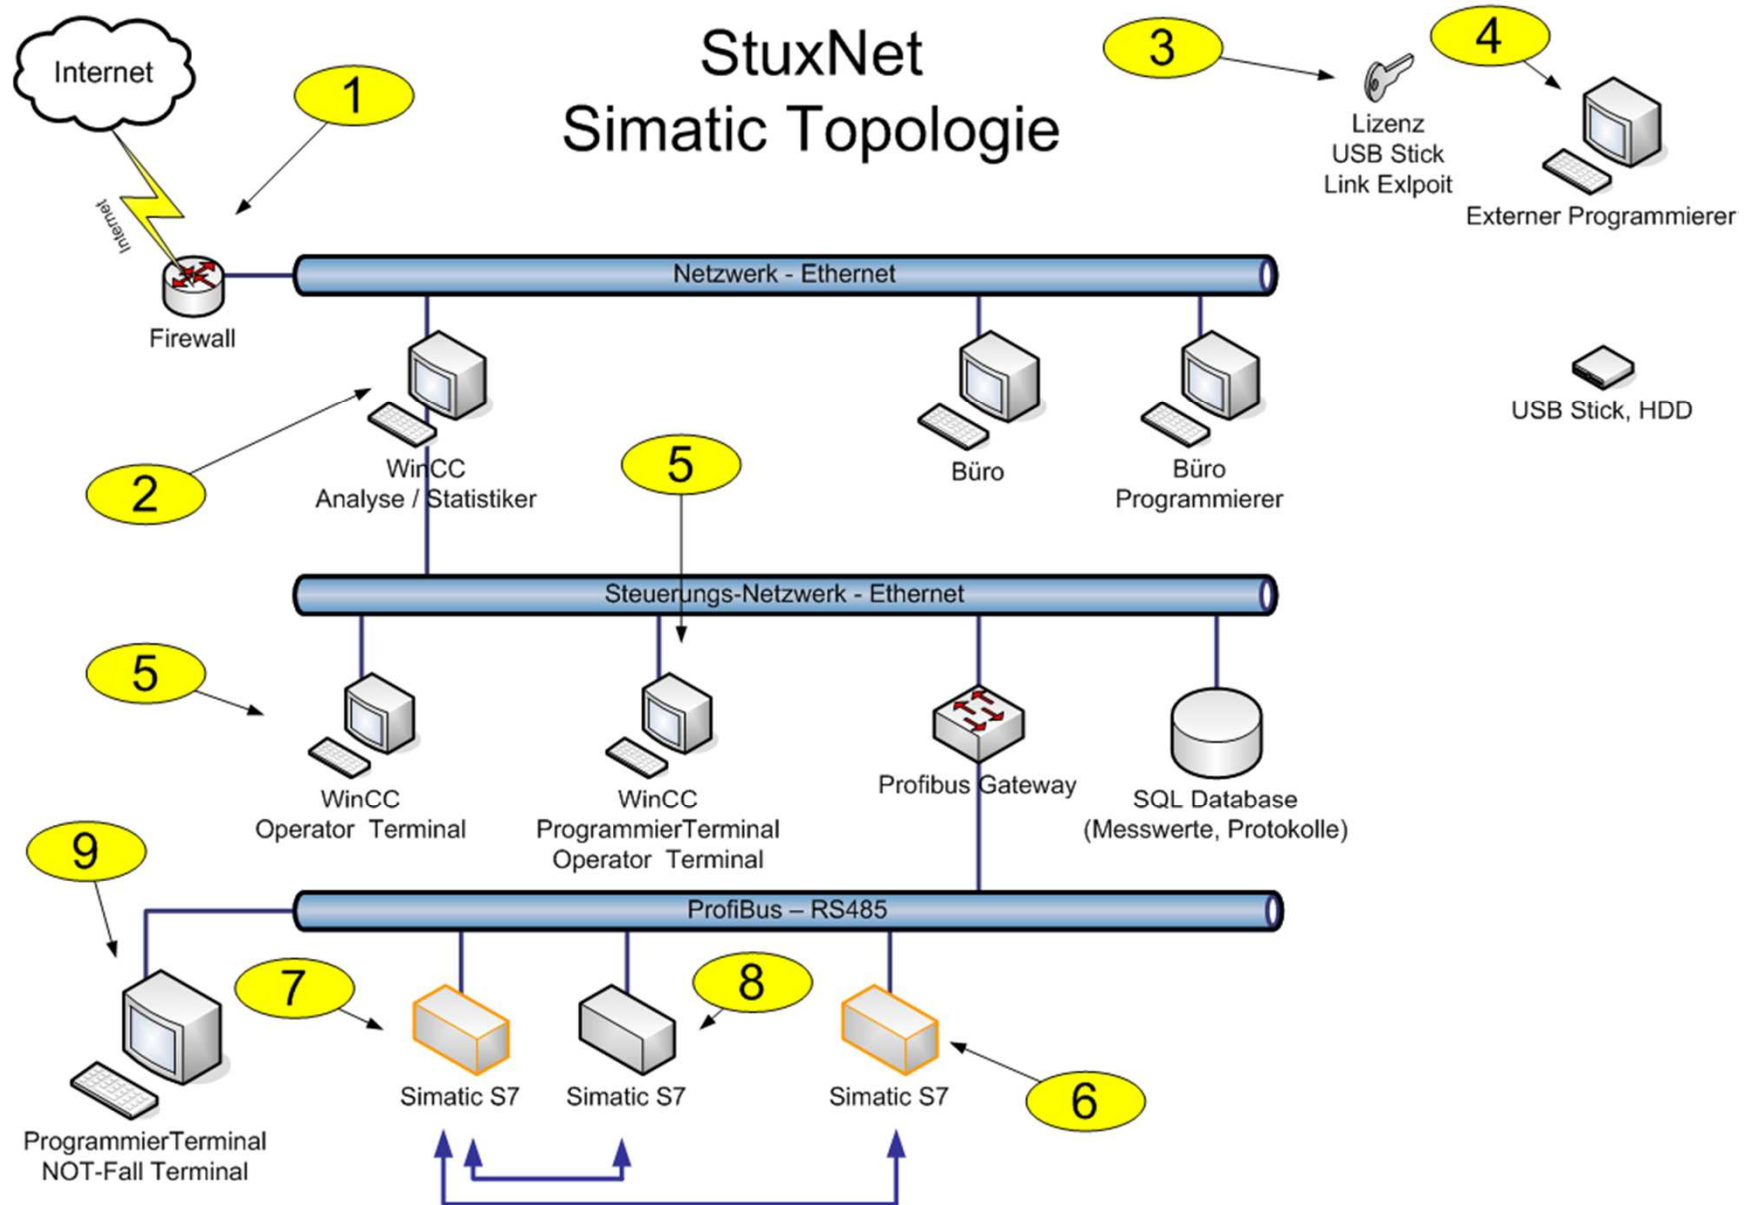 StuxNet
Simatic Topologie
Internet
1
3
4
Lizenz
USB Stick
Link Exlpoit
Externer Programmierer
Internet
Netzwerk - Ethernet
Firewall
USB Stick, HDD
2
WinCC
Analyse / Statistiker
5
Büro
Büro
Programmierer
Steuerungs-Netzwerk - Ethernet
5
WinCC
Operator Terminal
WinCC
ProgrammierTerminal
Operator Terminal
Profibus Gateway
SQL Database
(Messwerte, Protokolle)
9
ProfiBus – RS485
7
8
Simatic S7
Simatic S7
Simatic S7
6
ProgrammierTerminal
NOT-Fall Terminal